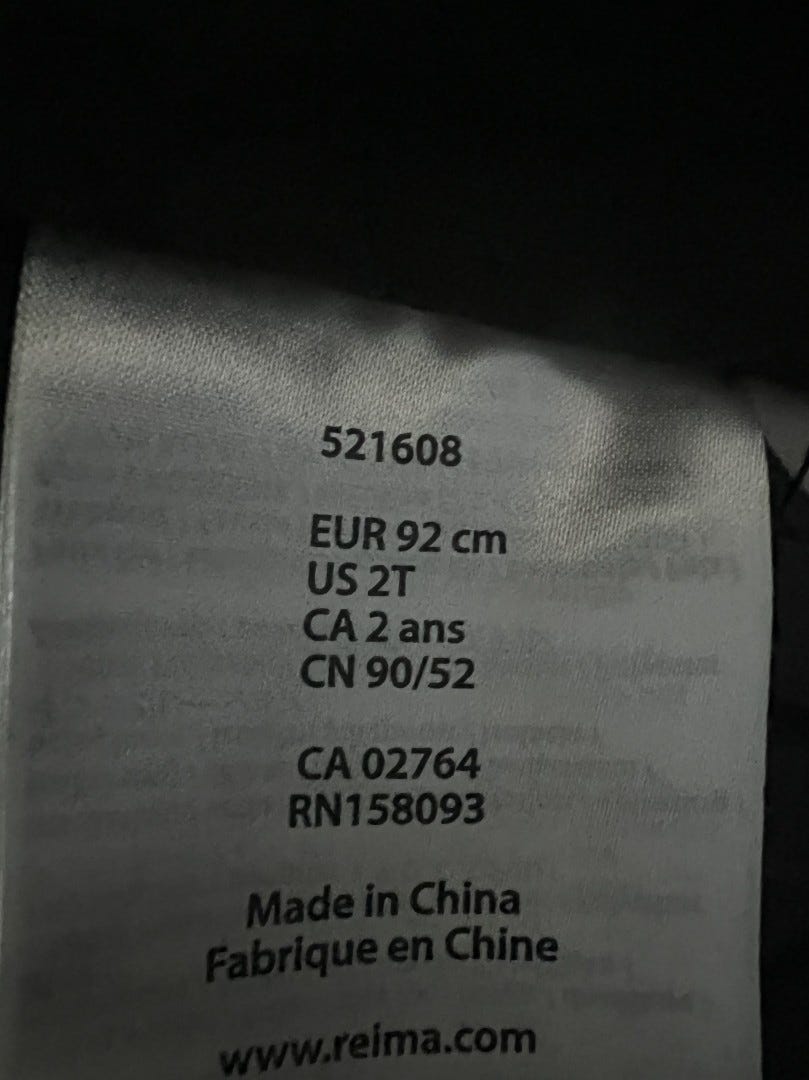 521608
EUR 92 cm
US 2T
CA 2 ans
CN 90/52
CA 02764
RN158093
Made in China
Fabrique en Chine
www.reima.com